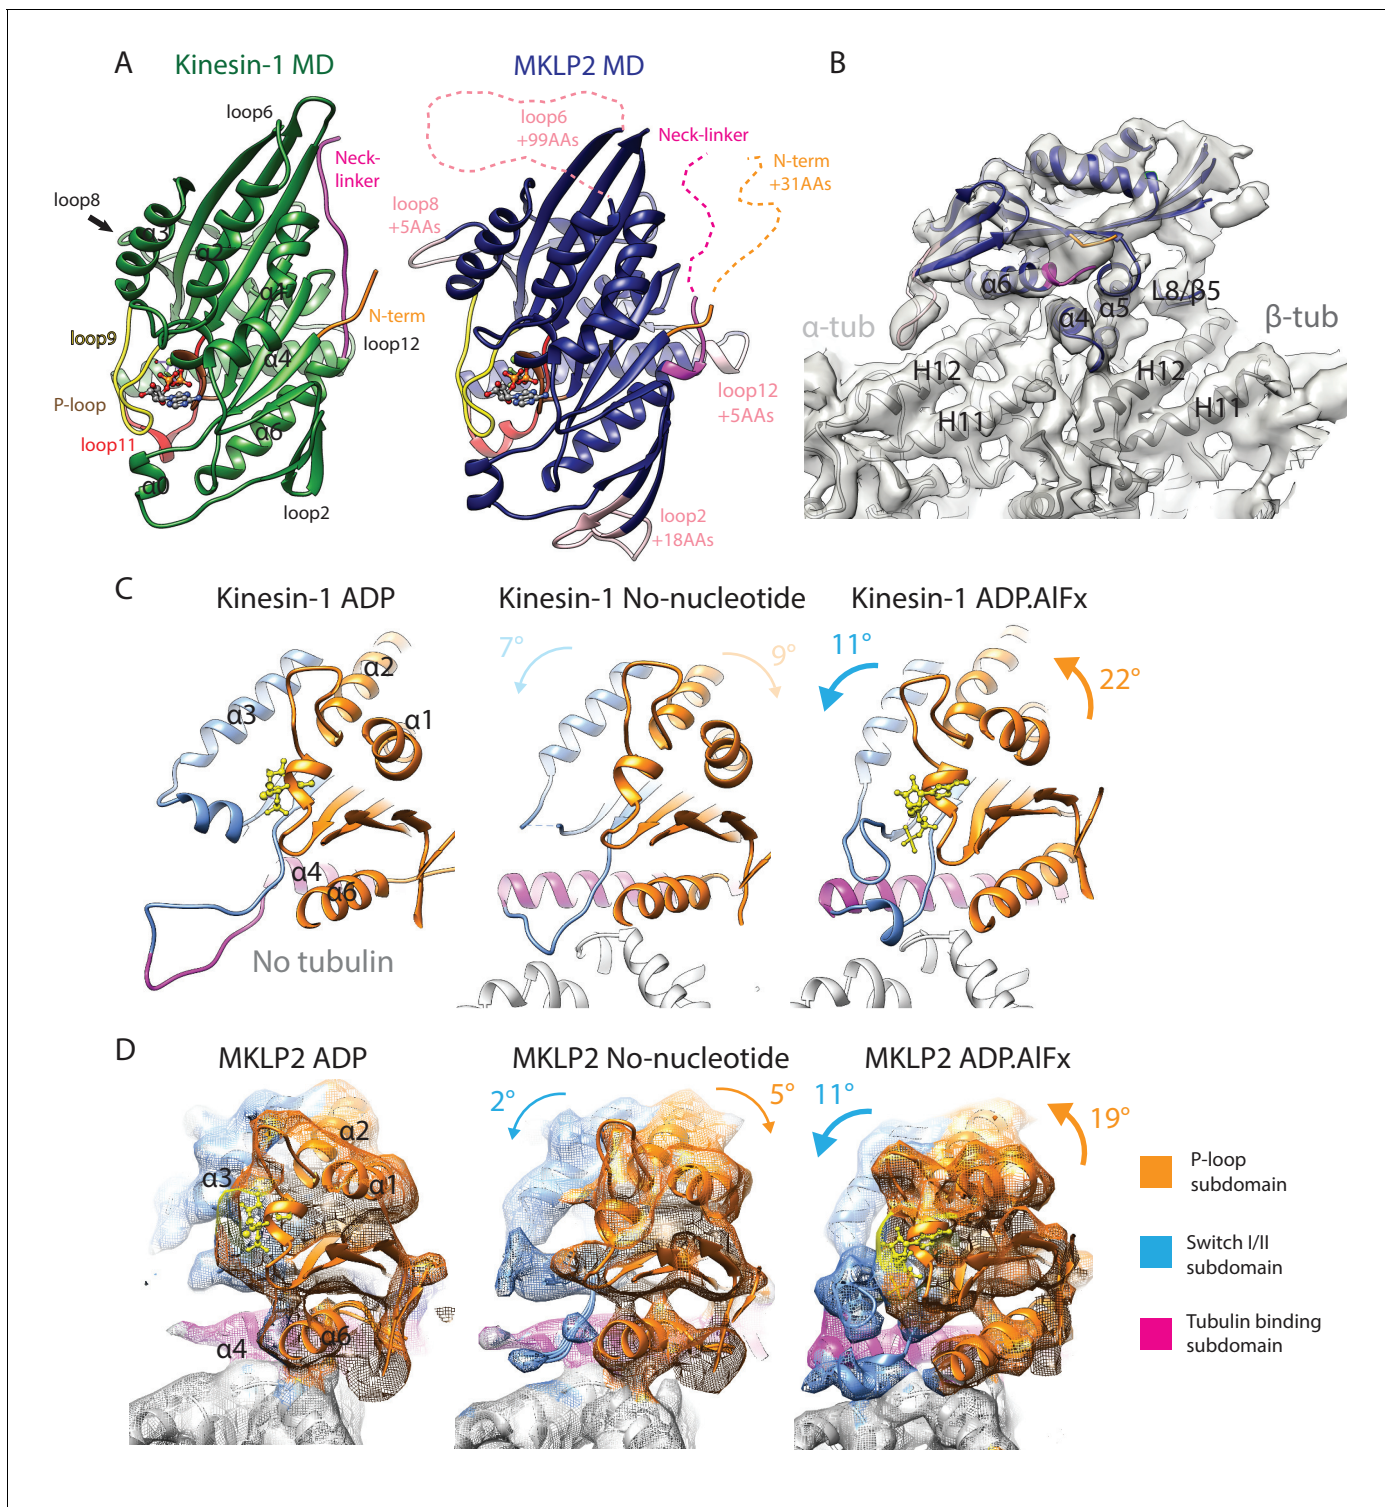 A
Kinesin-1 MD
MKLP2 MD
B
loop6
loop6
+99AAs
Neck-linker
Neck-
linker
N-term
+31AAs
loop8
loop8
+5AAs
α3
α2
α1
N-term
loop9
α4
loop12
P-loop
loop12
+5AAs
loop11
α6
α0
loop2
loop2
+18AAs
α6
α5
L8/β5
α4
α-tub
β-tub
H12
H12
H11
H11
C
Kinesin-1 ADP
Kinesin-1 No-nucleotide
Kinesin-1 ADP.AlFx
7°
9°
11°
22°
α2
α3
α1
α4
α6
No tubulin
D
MKLP2 ADP
MKLP2 No-nucleotide
MKLP2 ADP.AlFx
2°
5°
11°
19°
α2
α3
α1
α4
α6
P-loop
subdomain
Switch I/II
subdomain
Tubulin binding
subdomain